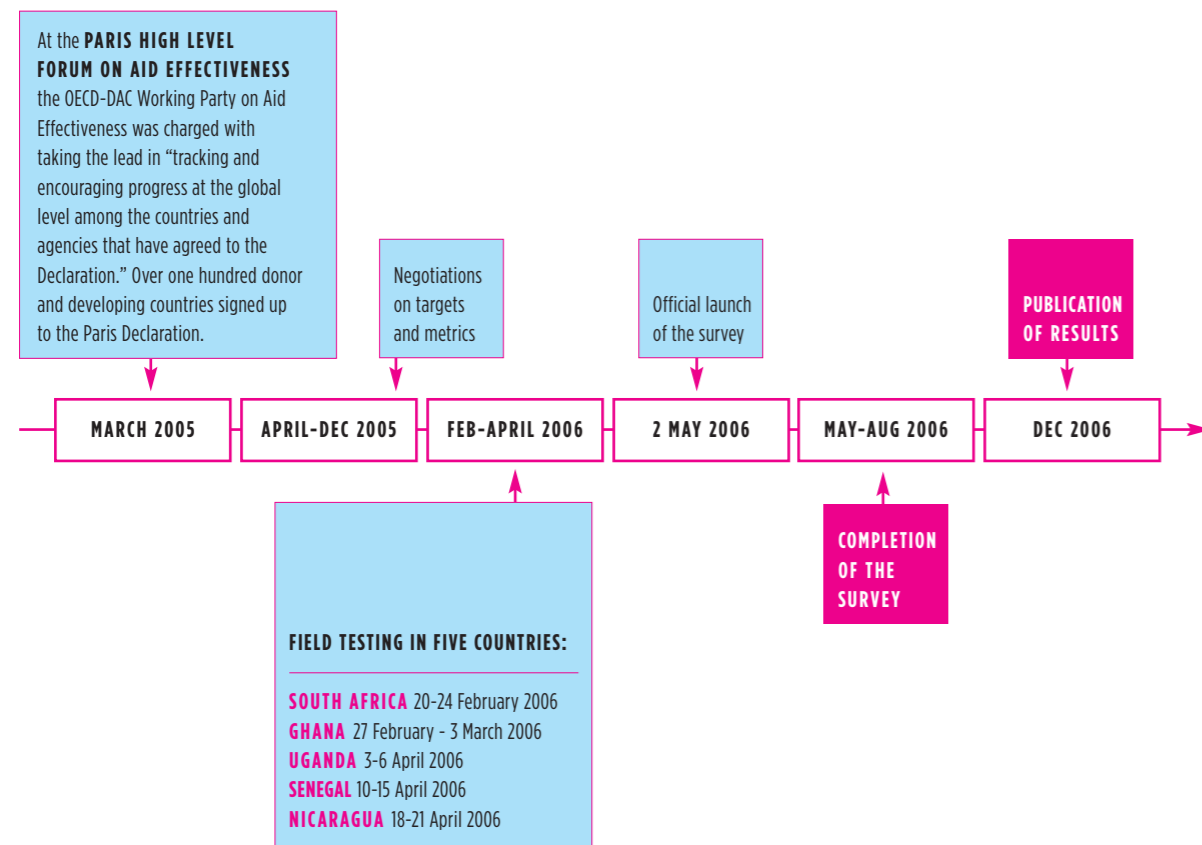 At the PARIS HIGH LEVEL
FORUM ON AID EFFECTIVENESS
the OECD-DAC Working Party on Aid
Effectiveness was charged with
taking the lead in “tracking and
encouraging progress at the global
level among the countries and
agencies that have agreed to the
Declaration.” Over one hundred donor
and developing countries signed up
to the Paris Declaration.
Negotiations
on targets
and metrics
Official launch
of the survey
PUBLICATION
OF RESULTS
MARCH 2005
APRIL-DEC 2005
FEB-APRIL 2006
2 MAY 2006
MAY-AUG 2006
DEC 2006
FIELD TESTING IN FIVE COUNTRIES:
SOUTH AFRICA 20-24 February 2006
GHANA 27 February - 3 March 2006
UGANDA 3-6 April 2006
SENEGAL 10-15 April 2006
NICARAGUA 18-21 April 2006
COMPLETION
OF THE
SURVEY